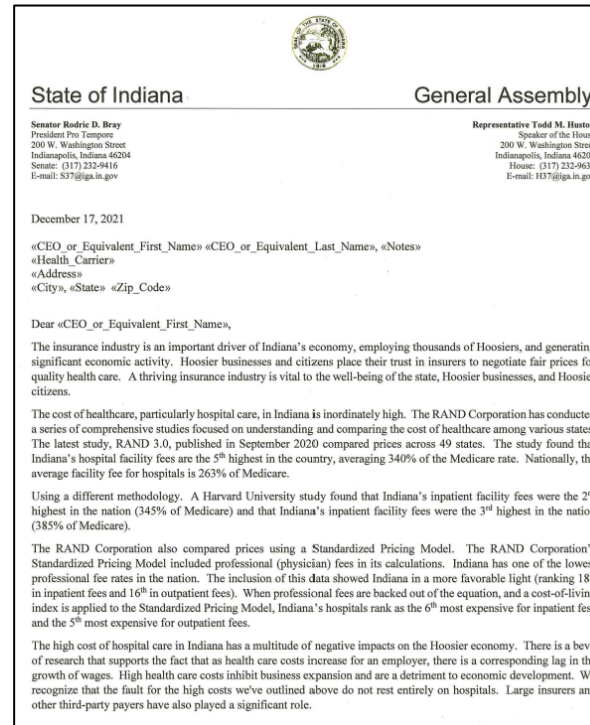 State of Indiana
General Assembly
Senator Rodric D. Bray
President Pro Tempore
200 W. Washington Street
Indianapolis, Indiana 46204
Senate: (317) 232-9416
E-mail: S37@iga.in.gov
Representative Todd M. Husto
Speaker of the Hous
200 W. Washington Stre
Indianapolis, Indiana 4620
House: (317) 232-963
E-mail: H37@iga.in.go
December 17, 2021
«CEO_or_Equivalent_First_Name» «CEO_or_Equivalent_Last_Name», «Notes»
«Health_Carrier»
«Address»
«City», «State» «Zip_Code»
Dear «CEO_or_Equivalent_First_Name»,
The insurance industry is an important driver of Indiana's economy, employing thousands of Hoosiers, and generatin
significant economic activity. Hoosier businesses and citizens place their trust in insurers to negotiate fair prices fo
quality health care. A thriving insurance industry is vital to the well-being of the state, Hoosier businesses, and Hoosie
citizens.
The cost of healthcare, particularly hospital care, in Indiana is inordinately high. The RAND Corporation has conducte
a series of comprehensive studies focused on understanding and comparing the cost of healthcare among various state
The latest study, RAND 3.0, published in September 2020 compared prices across 49 states. The study found tha
Indiana's hospital facility fees are the 5th highest in the country, averaging 340% of the Medicare rate. Nationally, th
average facility fee for hospitals is 263% of Medicare.
Using a different methodology. A Harvard University study found that Indiana's inpatient facility fees were the 2
highest in the nation (345% of Medicare) and that Indiana's inpatient facility fees were the 3rd highest in the natio
(385% of Medicare).
The RAND Corporation also compared prices using a Standardized Pricing Model. The RAND Corporation'
Standardized Pricing Model included professional (physician) fees in its calculations. Indiana has one of the lowes
professional fee rates in the nation. The inclusion of this data showed Indiana in a more favorable light (ranking 18
in inpatient fees and 16th in outpatient fees). When professional fees are backed out of the equation, and a cost-of-livin
index is applied to the Standardized Pricing Model, Indiana's hospitals rank as the 6th most expensive for inpatient fee
and the 5th most expensive for outpatient fees.
The high cost of hospital care in Indiana has a multitude of negative impacts on the Hoosier economy. There is a bev
of research that supports the fact that as health care costs increase for an employer, there is a corresponding lag in th
growth of wages. High health care costs inhibit business expansion and are a detriment to economic development. W
recognize that the fault for the high costs we've outlined above do not rest entirely on hospitals. Large insurers an
other third-party payers have also played a significant role.